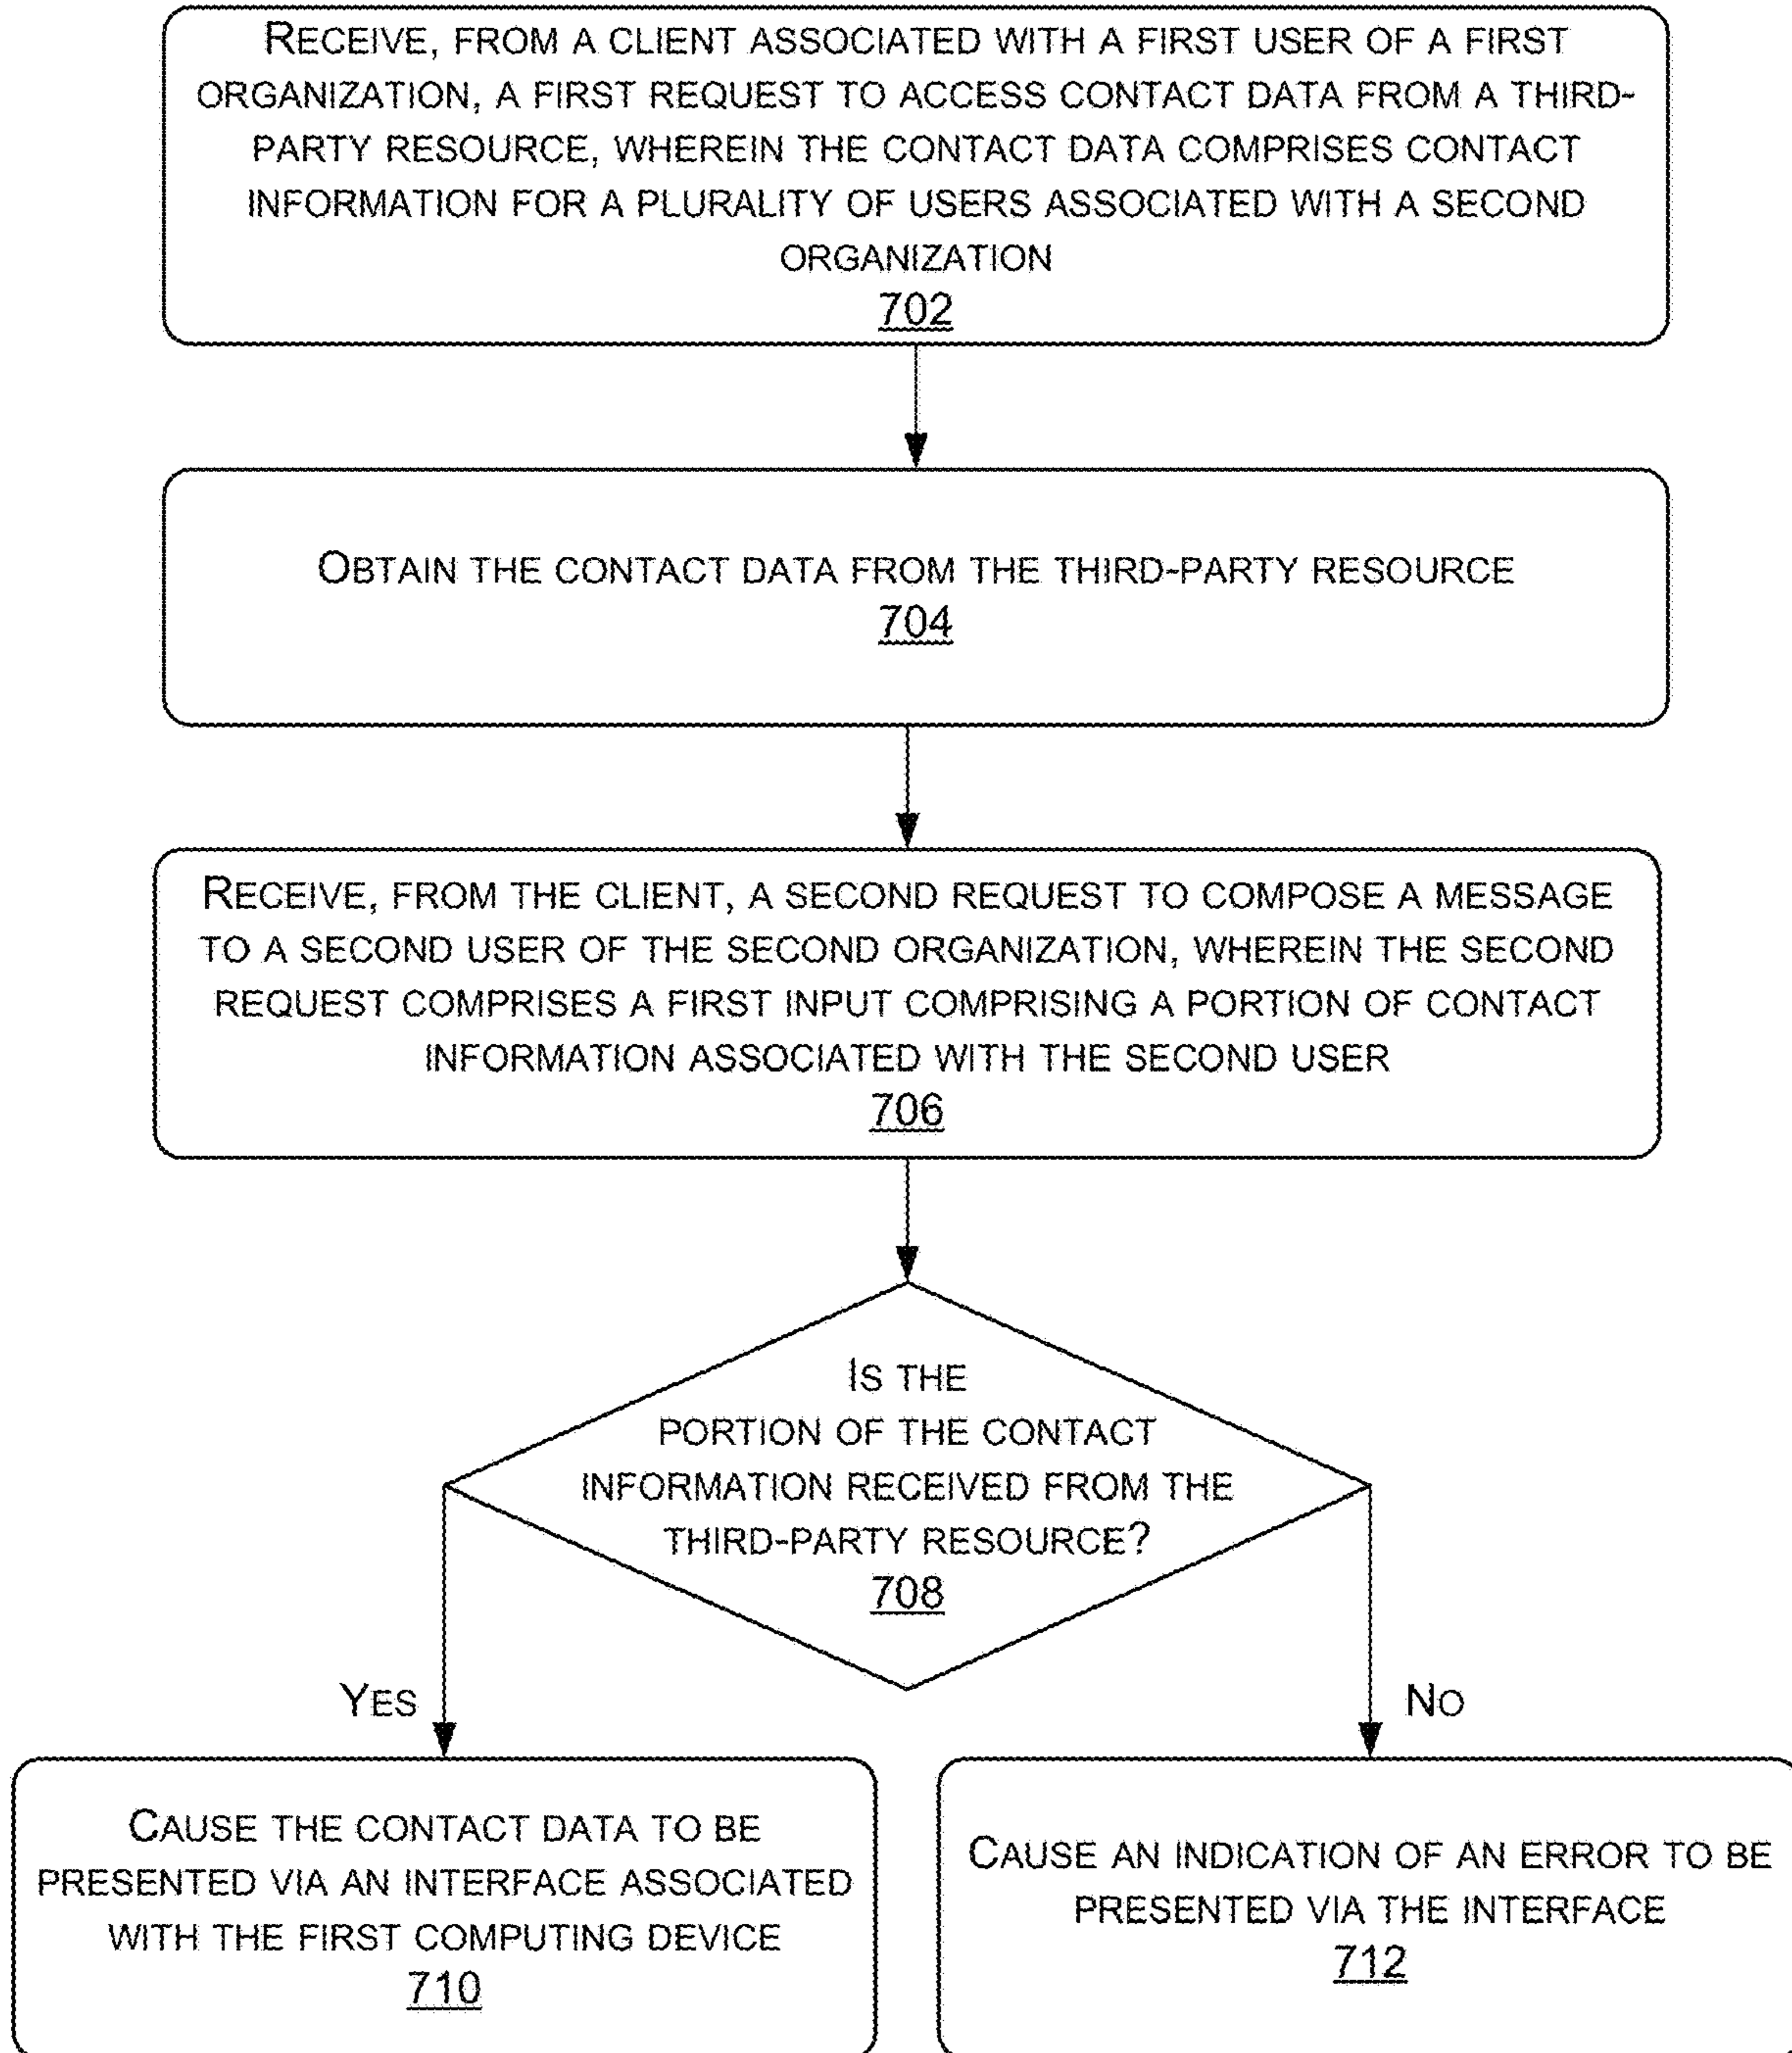 RECEIVE, FROM A CLIENT ASSOCIATED WITH A FIRST USER OF A FIRST
ORGANIZATION, A FIRST REQUEST TO ACCESS CONTACT DATA FROM A THIRD-
PARTY RESOURCE, WHEREIN THE CONTACT DATA COMPRISES CONTACT
INFORMATION FOR A PLURALITY OF USERS ASSOCIATED WITH A SECOND
ORGANIZATION
702
OBTAIN THE CONTACT DATA FROM THE THIRD-PARTY RESOURCE
704
RECEIVE, FROM THE CLIENT, A SECOND REQUEST TO COMPOSE A MESSAGE
TO A SECOND USER OF THE SECOND ORGANIZATION, WHEREIN THE SECOND
REQUEST COMPRISES A FIRST INPUT COMPRISING A PORTION OF CONTACT
INFORMATION ASSOCIATED WITH THE SECOND USER
706
IS THE
PORTION OF THE CONTACT
INFORMATION RECEIVED FROM THE
THIRD-PARTY RESOURCE?
708
YES
NO
CAUSE THE CONTACT DATA TO BE
PRESENTED VIA AN INTERFACE ASSOCIATED
WITH THE FIRST COMPUTING DEVICE
710
CAUSE AN INDICATION OF AN ERROR TO BE
PRESENTED VIA THE INTERFACE
712